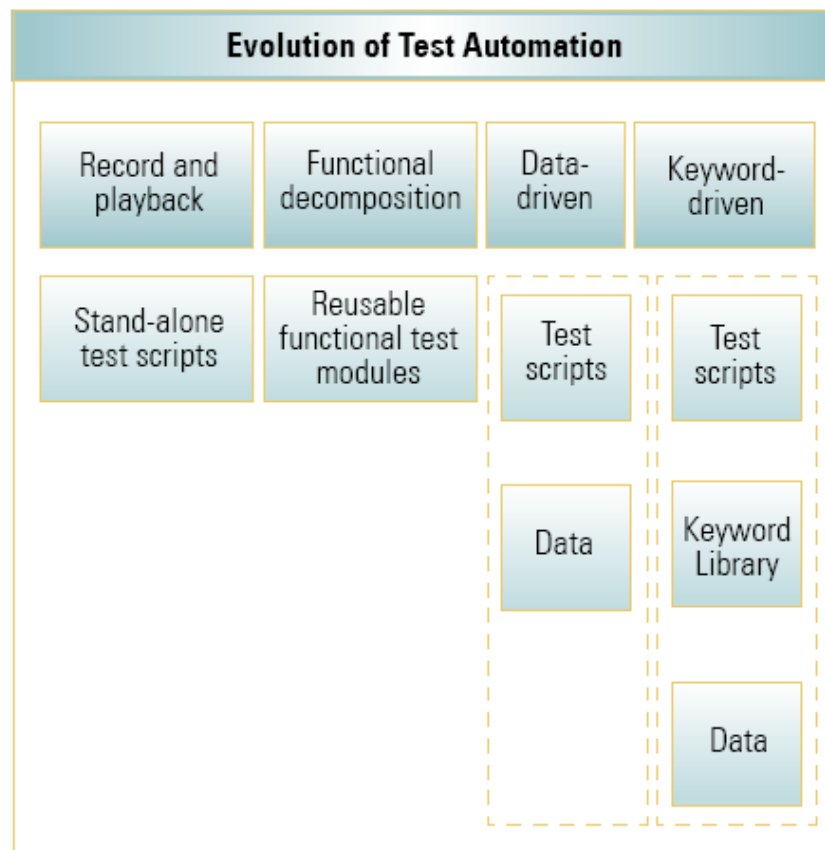 Evolution of Test Automation
Record and
playback
Functional
decomposition
Data-
driven
Keyword-
driven
Stand-alone
test scripts
Reusable
functional test
modules
Test
scripts
Test
scripts
Data
Keyword
Library
Data